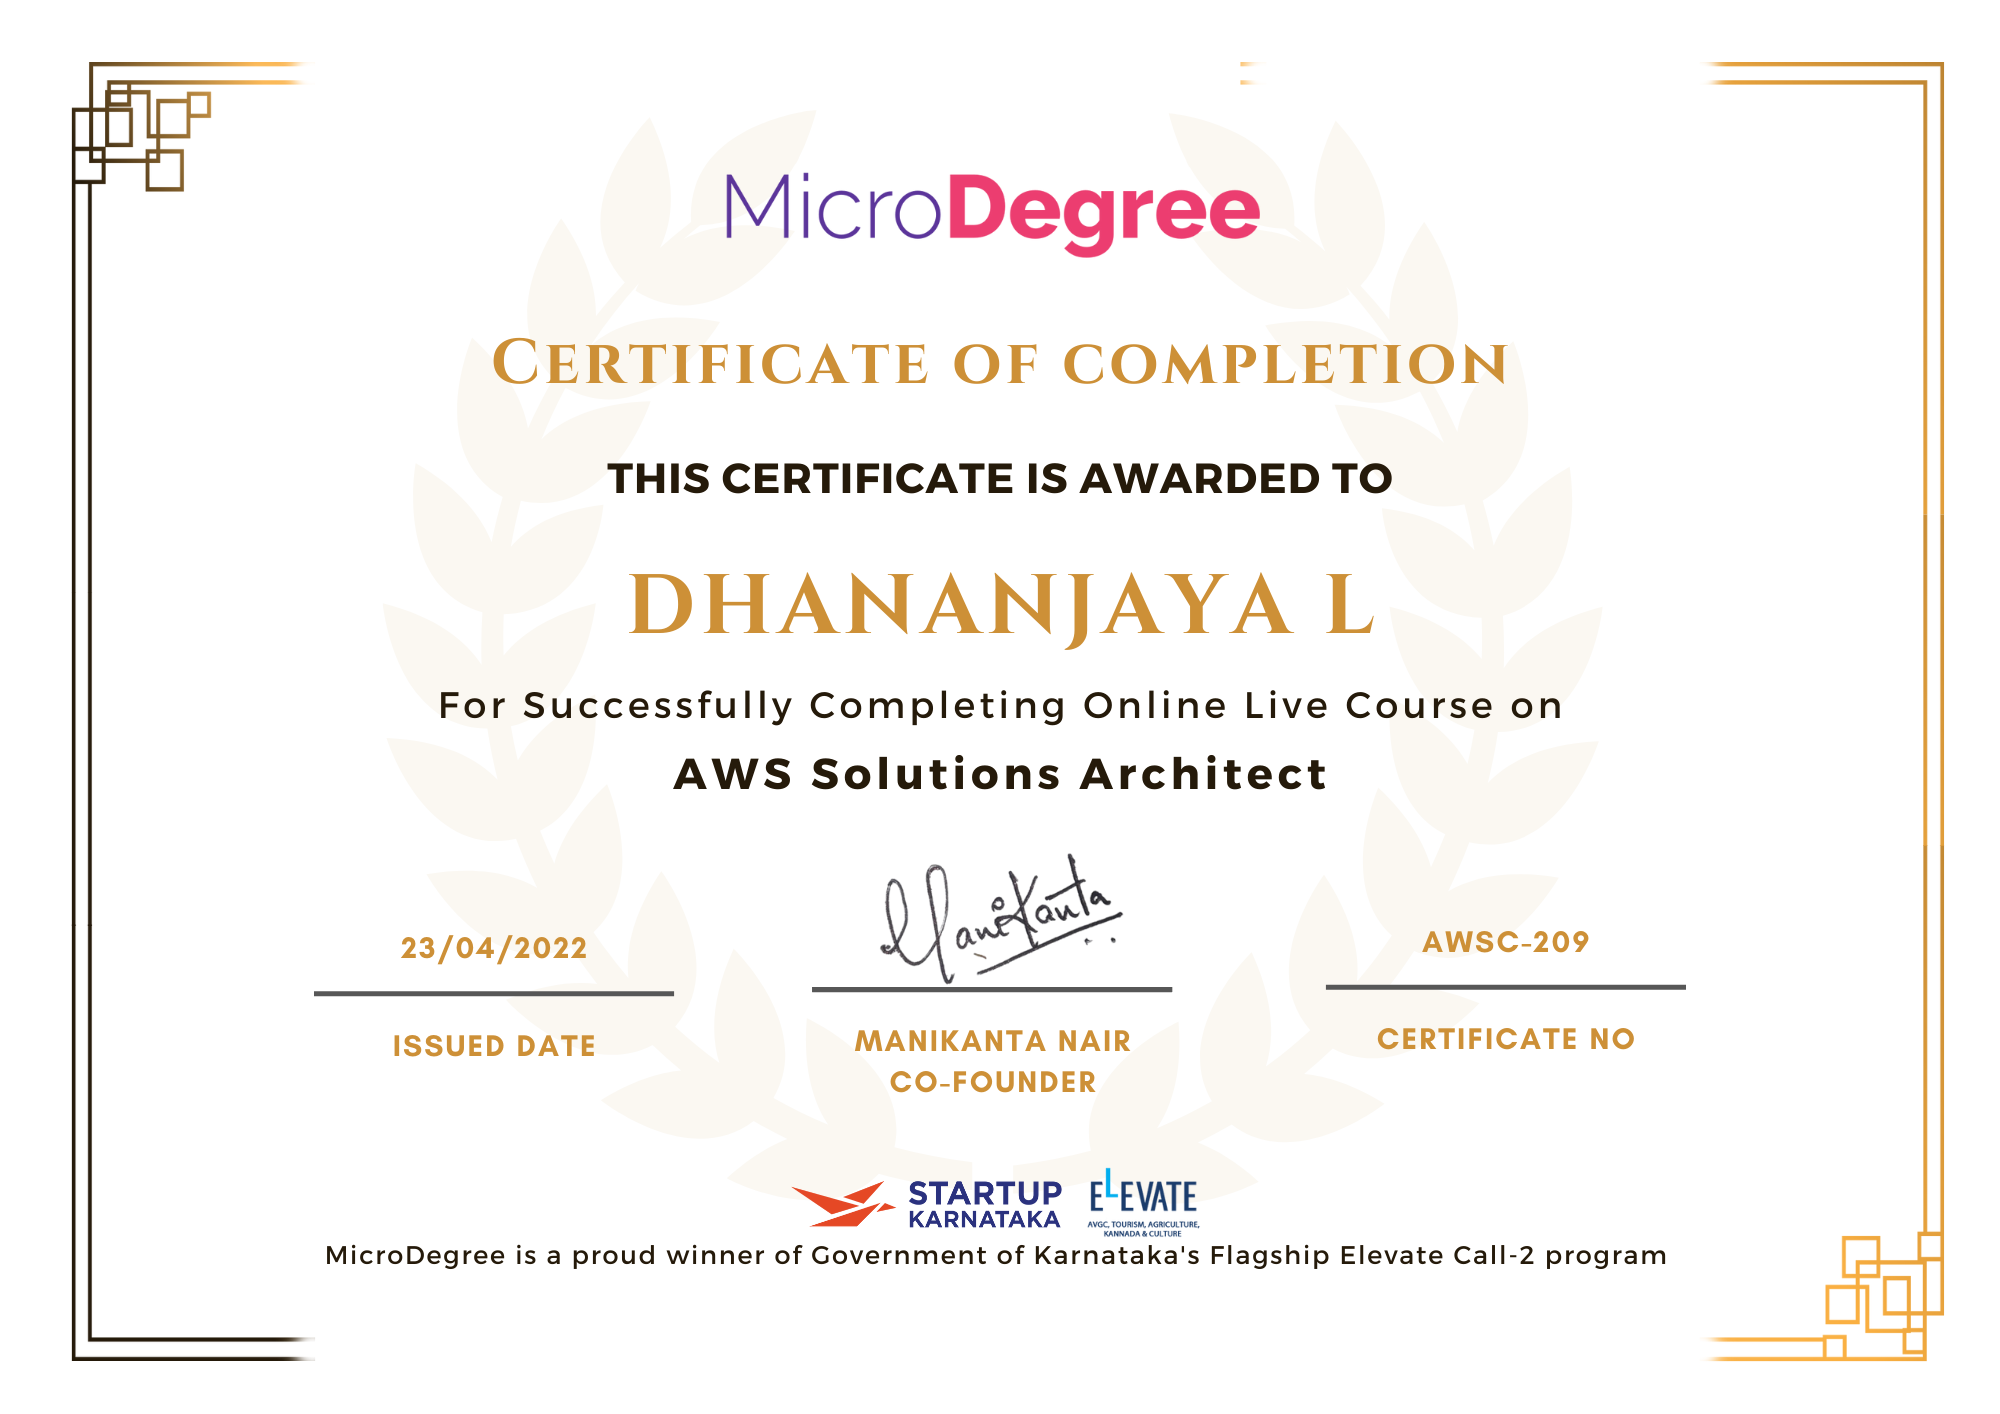 MicroDegree
CERTIFICATE OF COMPLETION
THIS CERTIFICATE IS AWARDED TO
DHANANJAYA L
For Successfully Completing Online Live Course on
AWS Solutions Architect
ManiKanta
23/04/2022
AWSC-209
ISSUED DATE
MANIKANTA NAIR
CO-FOUNDER
CERTIFICATE NO
STARTUP
KARNATAKA
ELEVATE
AVGC, TOURISM, AGRICULTURE,
KANNADA & CULTURE
MicroDegree is a proud winner of Government of Karnataka's Flagship Elevate Call-2 program